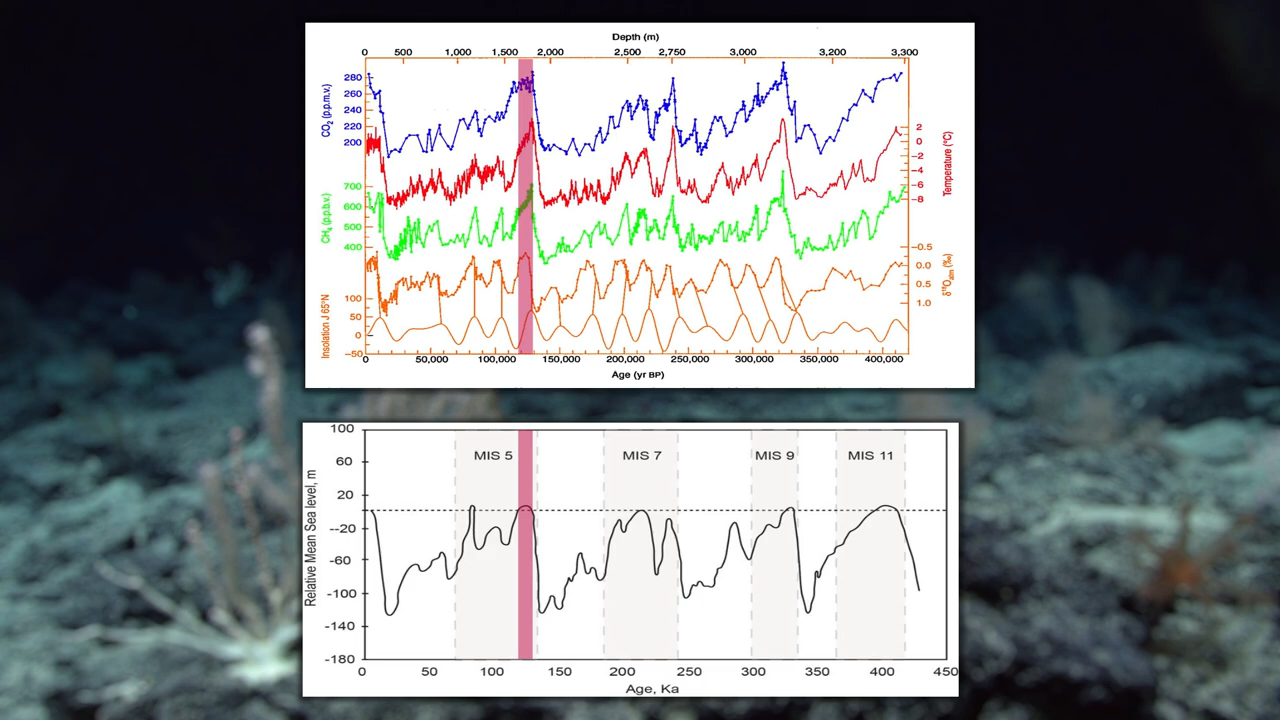 Depth (m)
0 500 1,000 1,500 2,000 2,500 2,750 3,000 3,200 3,300
CO2 (p.p.m.v.)
280
260
240
220
200
2
0
−2
−4
−6
−8
Temperature (°C)
CH4 (p.p.b.v.)
700
600
500
400
−0.5
0.0
0.5
1.0
δ18Oatm (‰)
Insolation J 65°N
100
50
0
−50
0 50,000 100,000 150,000 200,000 250,000 300,000 350,000 400,000
Age (yr BP)
Relative Mean Sea level, m
100
60
20
-20
-60
-100
-140
-180
MIS 5 MIS 7 MIS 9 MIS 11
0 50 100 150 200 250 300 350 400 450
Age, Ka